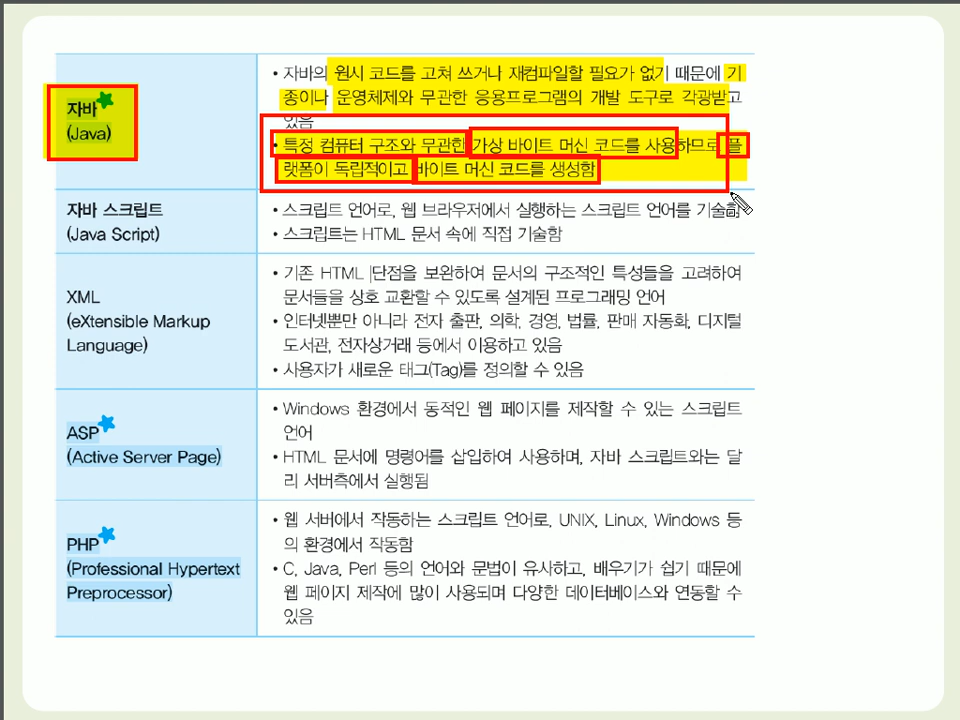 자바
(Java)
• 자바의 원시 코드를 고쳐 쓰거나 재컴파일할 필요가 없기 때문에 기
종이나 운영체제와 무관한 응용프로그램의 개발 도구로 각광받고
있음
• 특정 컴퓨터 구조와 무관한 가상 바이트 머신 코드를 사용하므로 플
랫폼이 독립적이고 바이트 머신 코드를 생성함
자바 스크립트
(Java Script)
• 스크립트 언어로, 웹 브라우저에서 실행하는 스크립트 언어를 기술함
• 스크립트는 HTML 문서 속에 직접 기술함
XML
(eXtensible Markup
Language)
• 기존 HTML 단점을 보완하여 문서의 구조적인 특성들을 고려하여
문서들을 상호 교환할 수 있도록 설계된 프로그래밍 언어
• 인터넷뿐만 아니라 전자 출판, 의학, 경영, 법률, 판매 자동화, 디지털
도서관, 전자상거래 등에서 이용하고 있음
• 사용자가 새로운 태그(Tag)를 정의할 수 있음
ASP
(Active Server Page)
• Windows 환경에서 동적인 웹 페이지를 제작할 수 있는 스크립트
언어
• HTML 문서에 명령어를 삽입하여 사용하며, 자바 스크립트와는 달
리 서버측에서 실행됨
PHP
(Professional Hypertext
Preprocessor)
• 웹 서버에서 작동하는 스크립트 언어로, UNIX, Linux, Windows 등
의 환경에서 작동함
• C, Java, Perl 등의 언어와 문법이 유사하고, 배우기가 쉽기 때문에
웹 페이지 제작에 많이 사용되며 다양한 데이터베이스와 연동할 수
있음